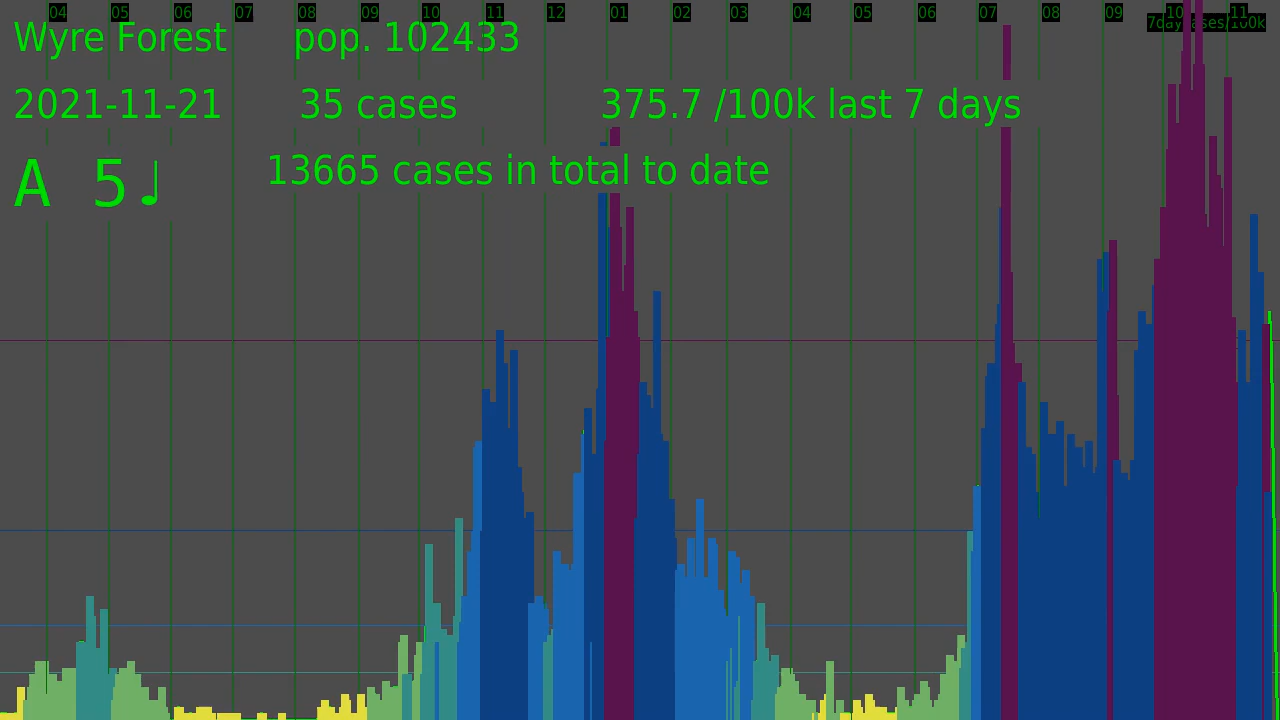 04 05 06 07 08 09 10 11 12 01 02 03 04 05 06 07 08 09 10 11
Wyre Forest pop. 102433
2021-11-21 35 cases 375.7 /100k last 7 days
A 5♩ 13665 cases in total to date